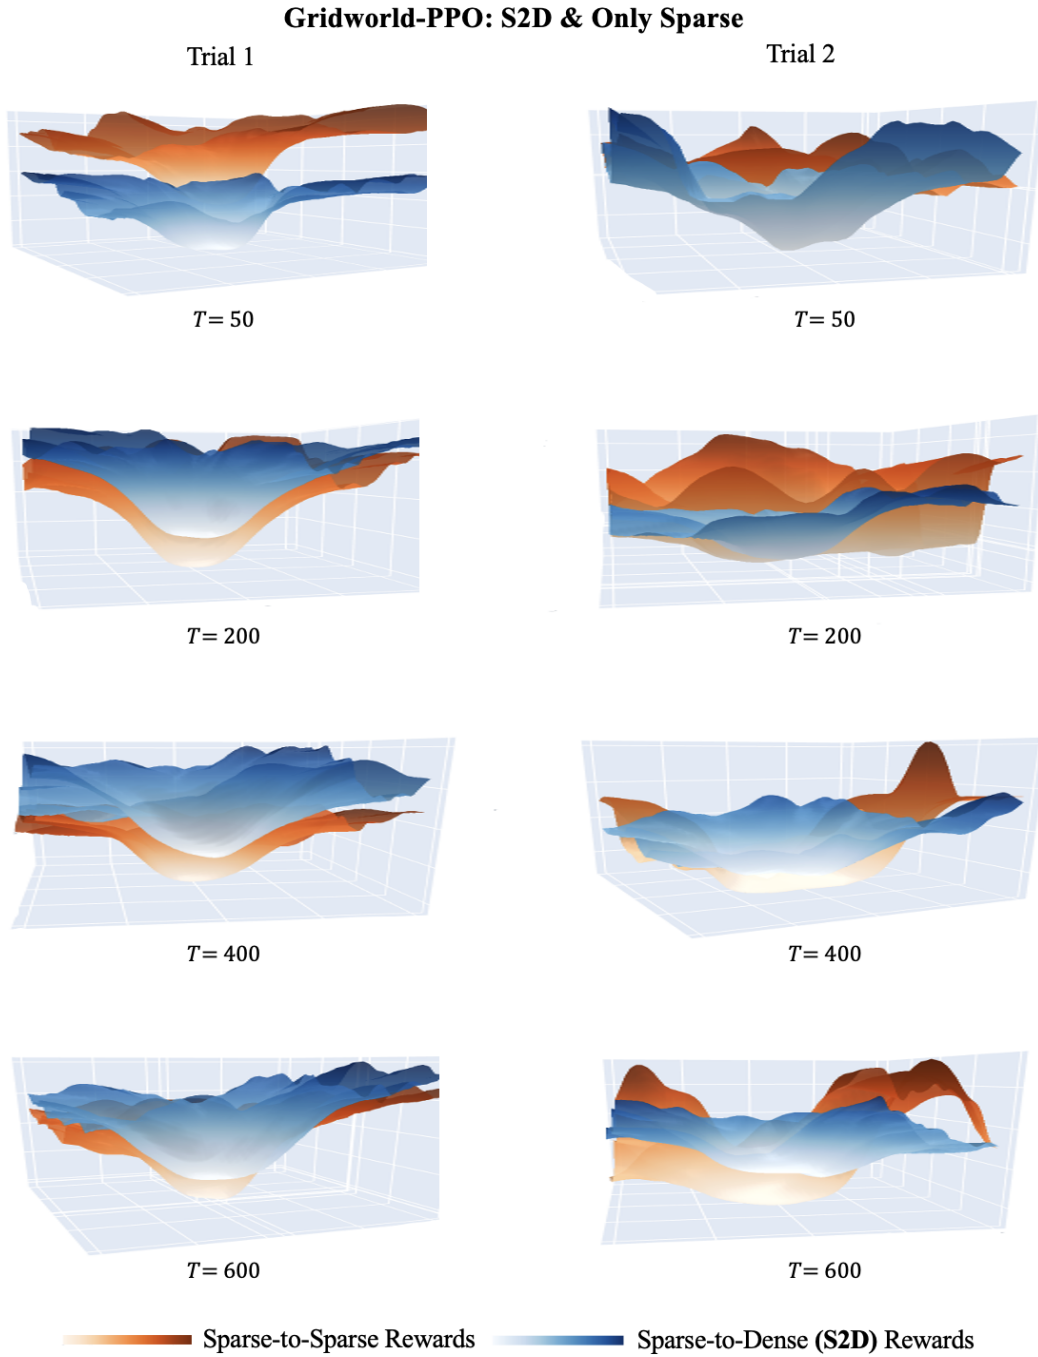 Gridworld-PPO: S2D & Only Sparse
Trial 1
Trial 2
T= 50
T= 50
T= 200
T= 200
T= 400
T= 400
T= 600
T= 600
Sparse-to-Sparse Rewards
Sparse-to-Dense (S2D) Rewards